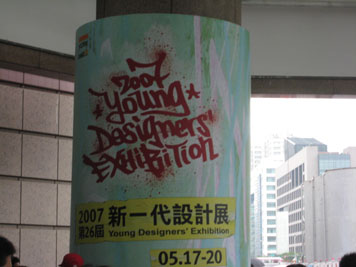 2007
Young
Designers'
EXHIBITION
2007
第26屆
新一代設計展
Young Designers' Exhibition
05.17-20